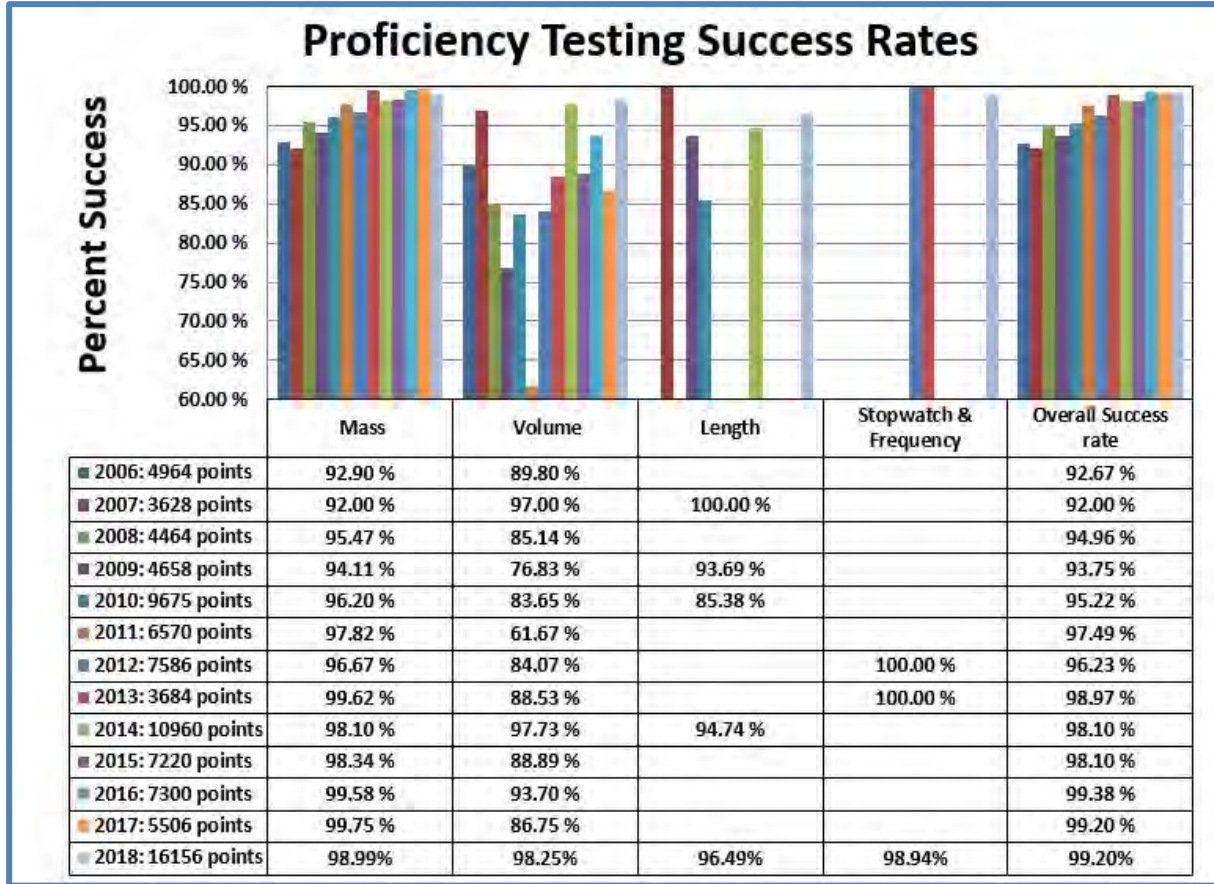 Proficiency Testing Success Rates
Percent Success
100.00 %
95.00 %
90.00 %
85.00 %
80.00 %
75.00 %
70.00 %
65.00 %
60.00 %
Mass Volume Length Stopwatch & Frequency Overall Success rate
2006: 4964 points 92.90 % 89.80 % 92.67 %
2007: 3628 points 92.00 % 97.00 % 100.00 % 92.00 %
2008: 4464 points 95.47 % 85.14 % 94.96 %
2009: 4658 points 94.11 % 76.83 % 93.69 % 93.75 %
2010: 9675 points 96.20 % 83.65 % 85.38 % 95.22 %
2011: 6570 points 97.82 % 61.67 % 97.49 %
2012: 7586 points 96.67 % 84.07 % 100.00 % 96.23 %
2013: 3684 points 99.62 % 88.53 % 100.00 % 98.97 %
2014: 10960 points 98.10 % 97.73 % 94.74 % 98.10 %
2015: 7220 points 98.34 % 88.89 % 98.10 %
2016: 7300 points 99.58 % 93.70 % 99.38 %
2017: 5506 points 99.75 % 86.75 % 99.20 %
2018: 16156 points 98.99% 98.25% 96.49% 98.94% 99.20%